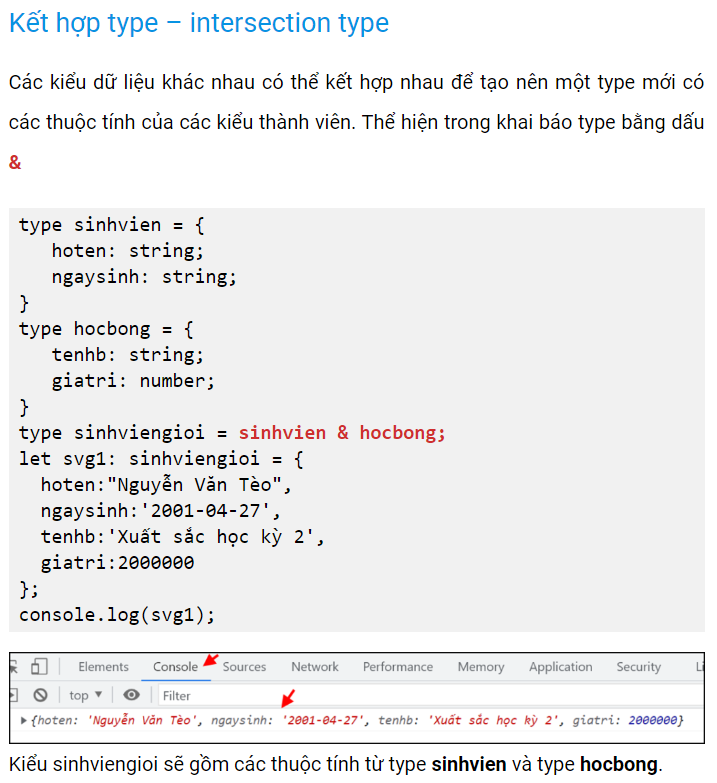 Kết hợp type – intersection type
Các kiểu dữ liệu khác nhau có thể kết hợp nhau để tạo nên một type mới có
các thuộc tính của các kiểu thành viên. Thể hiện trong khai báo type bằng dấu
&
type sinhvien = {
   hoten: string;
   ngaysinh: string;
}
type hocbong = {
   tenhb: string;
   giatri: number;
}
type sinhviengioi = sinhvien & hocbong;
let svg1: sinhviengioi = {
  hoten:"Nguyễn Văn Tèo",
  ngaysinh:'2001-04-27',
  tenhb:'Xuất sắc học kỳ 2',
  giatri:2000000
};
console.log(svg1);
Elements Console Sources Network Performance Memory Application Security Li
top ▼ Filter
▶ {hoten: 'Nguyễn Văn Tèo', ngaysinh: '2001-04-27', tenhb: 'Xuất sắc học kỳ 2', giatri: 2000000}
Kiểu sinhviengioi sẽ gồm các thuộc tính từ type sinhvien và type hocbong.